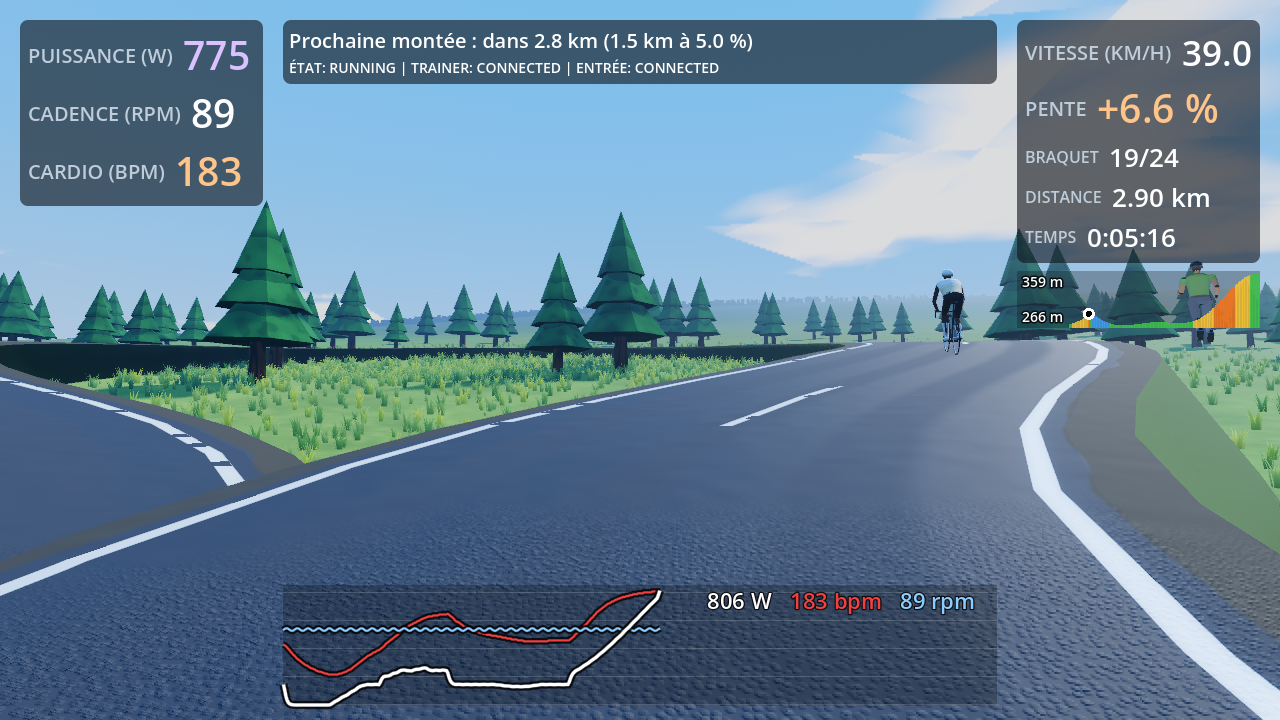 PUISSANCE (W) 775
CADENCE (RPM) 89
CARDIO (BPM) 183
Prochaine montée : dans 2.8 km (1.5 km à 5.0 %)
ÉTAT: RUNNING | TRAINER: CONNECTED | ENTRÉE: CONNECTED
VITESSE (KM/H) 39.0
PENTE +6.6 %
BRAQUET 19/24
DISTANCE 2.90 km
TEMPS 0:05:16
359 m
266 m
806 W 183 bpm 89 rpm